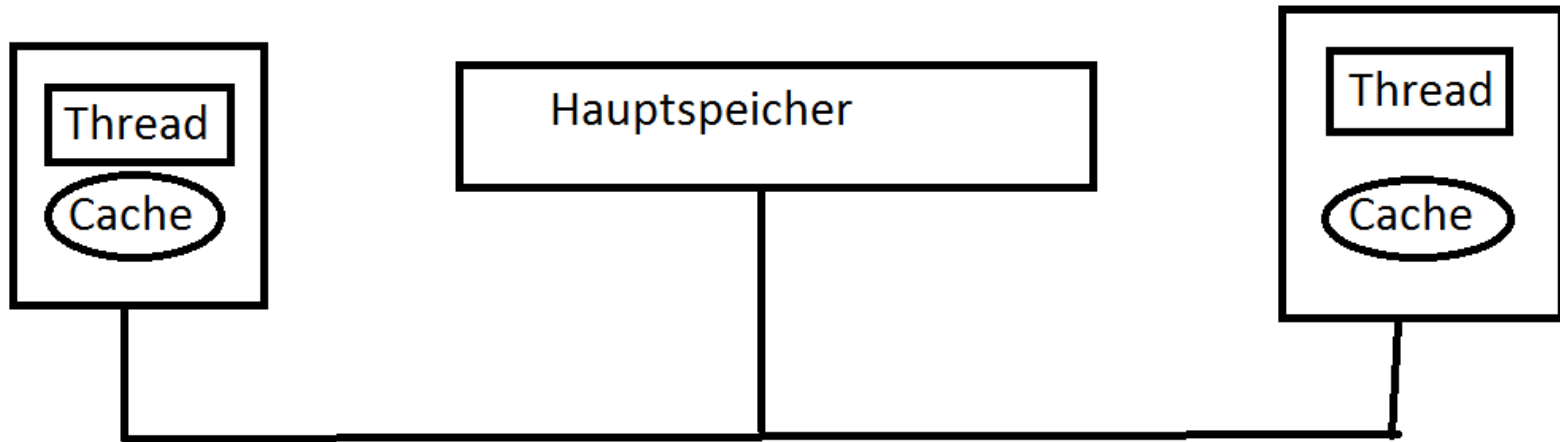 Thread
Cache
Hauptspeicher
Thread
Cache